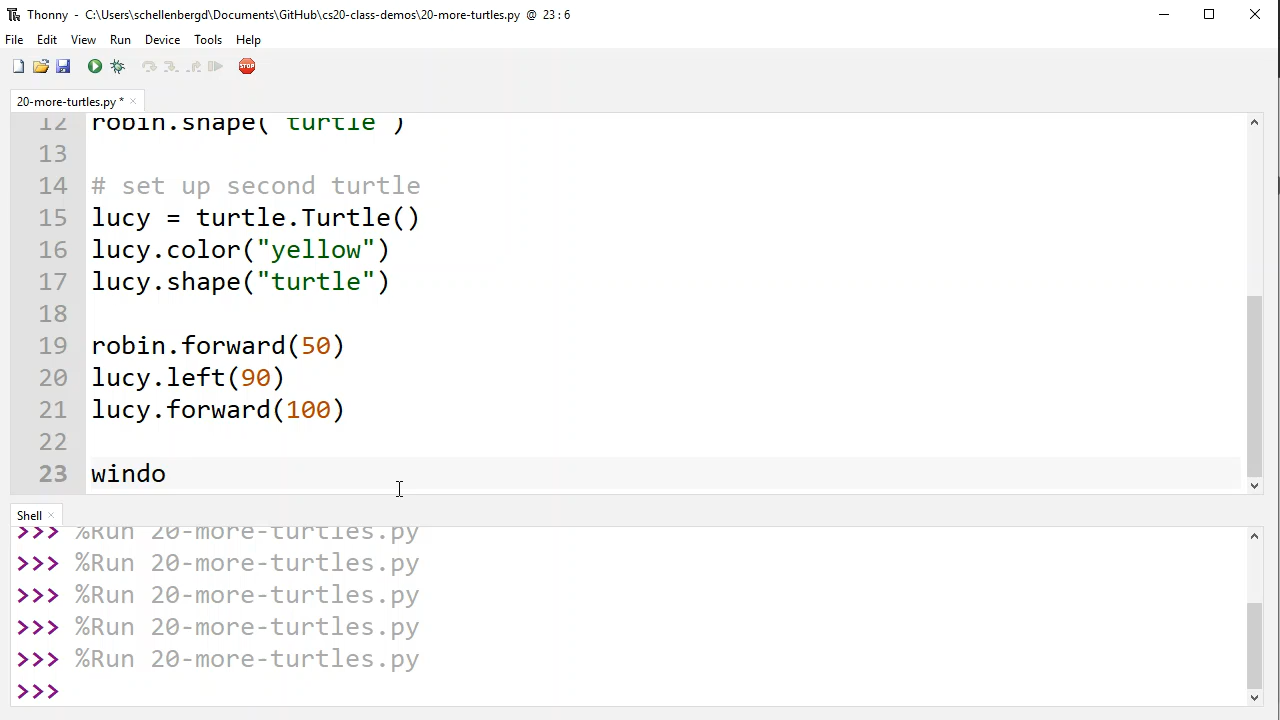 Thonny - C:\Users\schellenbergd\Documents\GitHub\cs20-class-demos\20-more-turtles.py @ 23 : 6
File Edit View Run Device Tools Help
STOP
20-more-turtles.py * ×
12 robin.shape("turtle")
13
14 # set up second turtle
15 lucy = turtle.Turtle()
16 lucy.color("yellow")
17 lucy.shape("turtle")
18
19 robin.forward(50)
20 lucy.left(90)
21 lucy.forward(100)
22
23 windo
Shell ×
>>> %Run 20-more-turtles.py
>>> %Run 20-more-turtles.py
>>> %Run 20-more-turtles.py
>>> %Run 20-more-turtles.py
>>> %Run 20-more-turtles.py
>>>